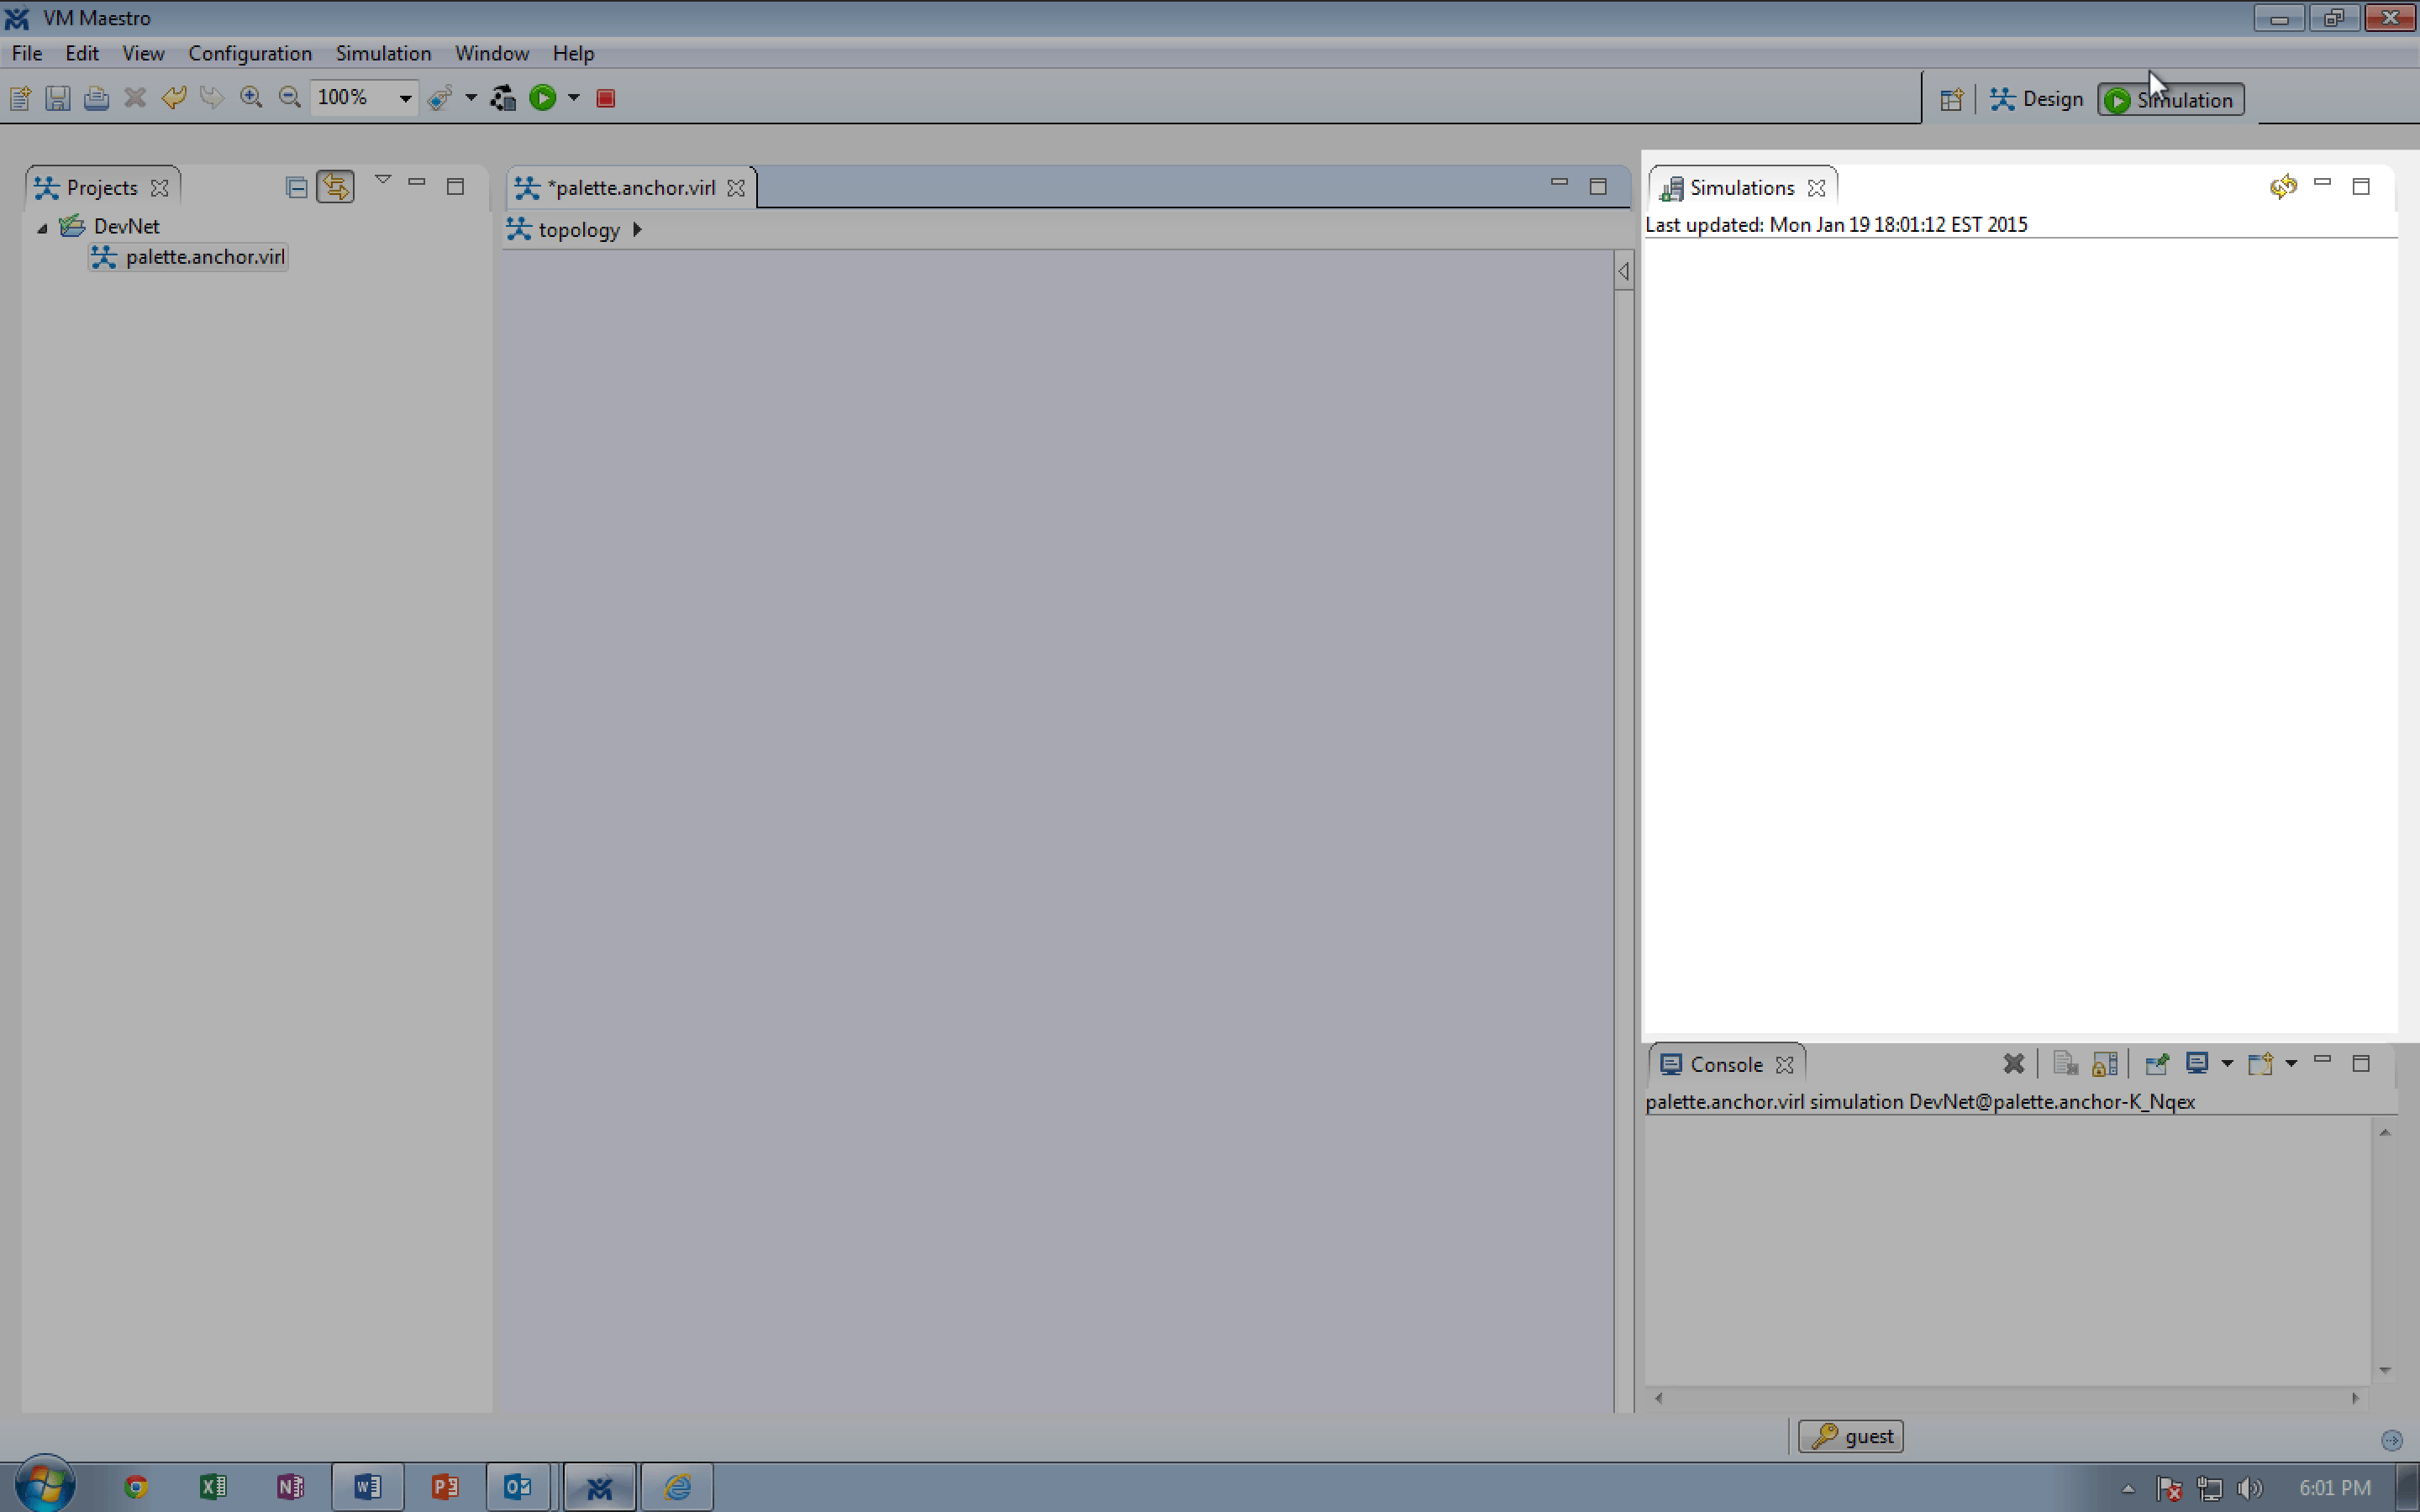 VM Maestro
File Edit View Configuration Simulation Window Help
100%
Design Simulation
Projects
DevNet
palette.anchor.virl
*palette.anchor.virl
topology
Simulations
Last updated: Mon Jan 19 18:01:12 EST 2015
Console
palette.anchor.virl simulation DevNet@palette.anchor-K_Nqex
guest
6:01 PM